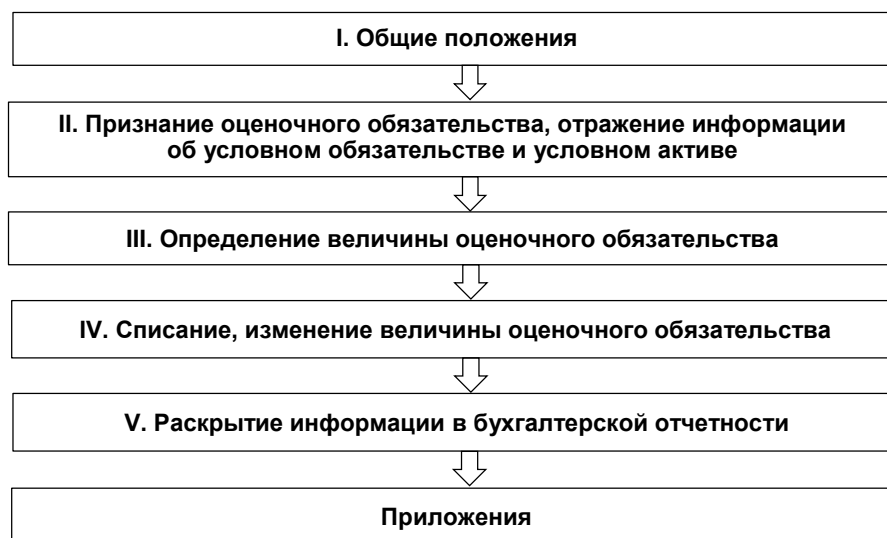 I. Общие положения
II. Признание оценочного обязательства, отражение информации
об условном обязательстве и условном активе
III. Определение величины оценочного обязательства
IV. Списание, изменение величины оценочного обязательства
V. Раскрытие информации в бухгалтерской отчетности
Приложения